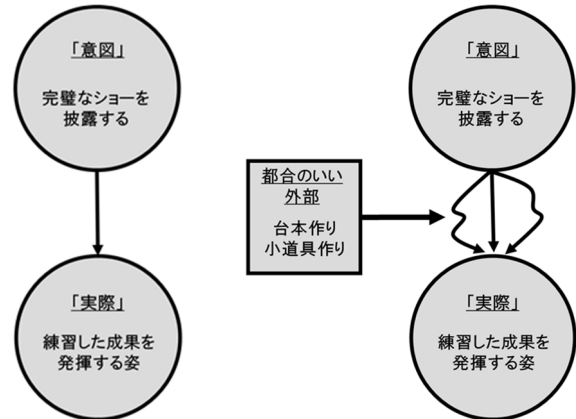 「意図」
完璧なショーを
披露する
「実際」
練習した成果を
発揮する姿
「意図」
完璧なショーを
披露する
都合のいい
外部
台本作り
小道具作り
「実際」
練習した成果を
発揮する姿